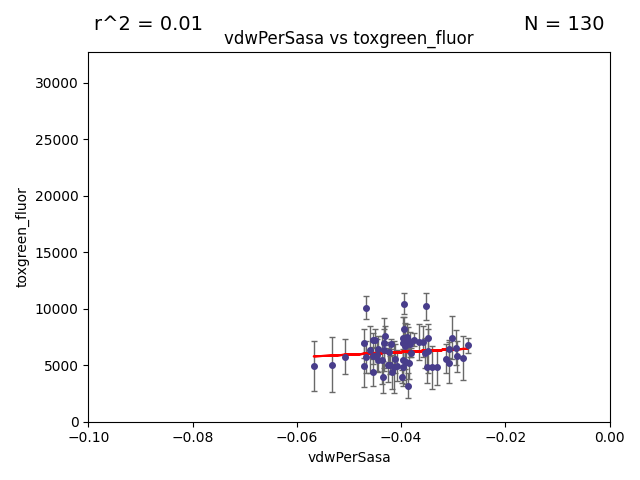 r^2 = 0.01
N = 130
vdwPerSasa vs toxgreen_fluor
30000
25000
20000
15000
10000
5000
0
toxgreen_fluor
−0.10
−0.08
−0.06
−0.04
−0.02
0.00
vdwPerSasa